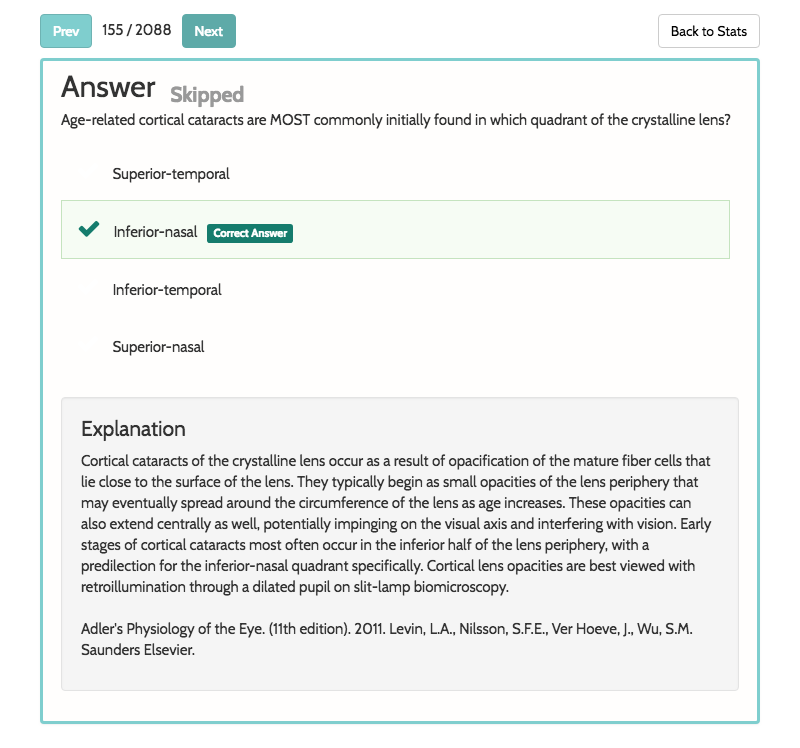 Prev 155 / 2088 Next Back to Stats
Answer Skipped
Age-related cortical cataracts are MOST commonly initially found in which quadrant of the crystalline lens?
Superior-temporal
Inferior-nasal Correct Answer
Inferior-temporal
Superior-nasal
Explanation
Cortical cataracts of the crystalline lens occur as a result of opacification of the mature fiber cells that
lie close to the surface of the lens. They typically begin as small opacities of the lens periphery that
may eventually spread around the circumference of the lens as age increases. These opacities can
also extend centrally as well, potentially impinging on the visual axis and interfering with vision. Early
stages of cortical cataracts most often occur in the inferior half of the lens periphery, with a
predilection for the inferior-nasal quadrant specifically. Cortical lens opacities are best viewed with
retroillumination through a dilated pupil on slit-lamp biomicroscopy.
Adler's Physiology of the Eye. (11th edition). 2011. Levin, L.A., Nilsson, S.F.E., Ver Hoeve, J., Wu, S.M.
Saunders Elsevier.